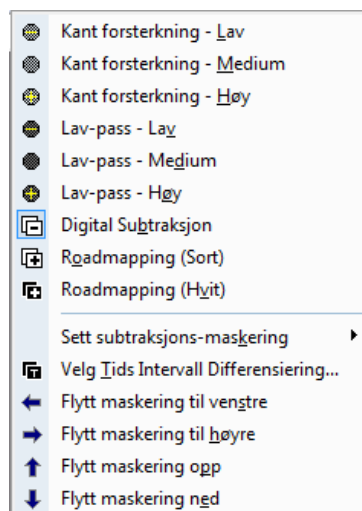 Kant forsterkning - Lav
Kant forsterkning - Medium
Kant forsterkning - Høy
Lav-pass - Lav
Lav-pass - Medium
Lav-pass - Høy
Digital Subtraksjon
Roadmapping (Sort)
Roadmapping (Hvit)
Sett subtraksjons-maskering
Velg Tids Intervall Differensiering...
Flytt maskering til venstre
Flytt maskering til høyre
Flytt maskering opp
Flytt maskering ned